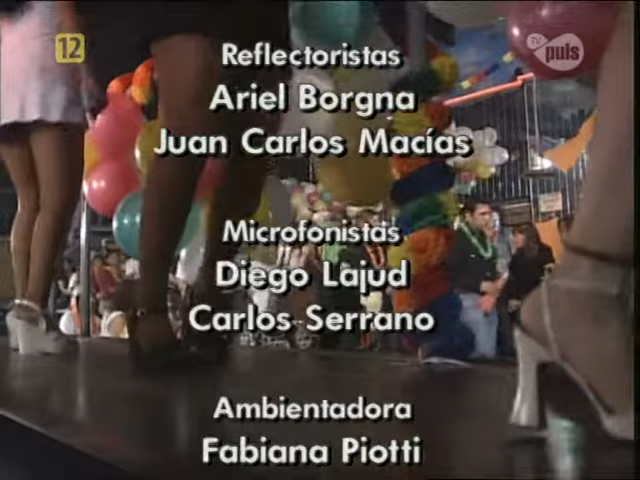 12
TV
puls
Reflectoristas
Ariel Borgna
Juan Carlos Macías
Microfonistas
Diego Lajud
Carlos Serrano
Ambientadora
Fabiana Piotti